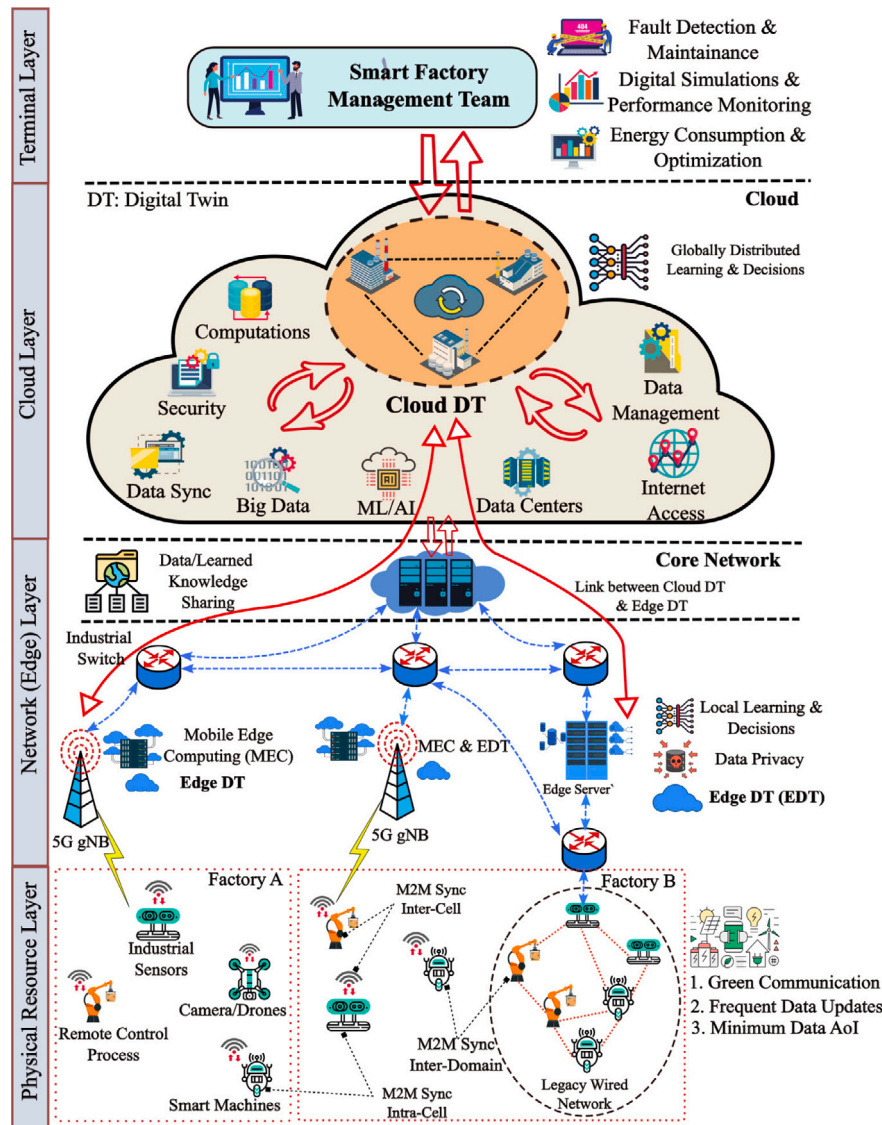 Terminal Layer
Smart Factory
Management Team
404
Fault Detection &
Maintainance
Digital Simulations &
Performance Monitoring
Energy Consumption &
Optimization
Cloud Layer
DT: Digital Twin
Cloud
Globally Distributed
Learning & Decisions
Computations
Security
Data Sync
Big Data
ML/AI
AI
Cloud DT
Data Centers
Data
Management
Internet
Access
Network (Edge) Layer
Data/Learned
Knowledge
Sharing
Core Network
Link between Cloud DT
& Edge DT
Industrial
Switch
Mobile Edge
Computing (MEC)
Edge DT
5G gNB
MEC & EDT
5G gNB
Edge Server`
Local Learning &
Decisions
Data Privacy
Edge DT (EDT)
Physical Resource Layer
Factory A
Industrial
Sensors
Camera/Drones
Remote Control
Process
Smart Machines
Factory B
M2M Sync
Inter-Cell
M2M Sync
Inter-Domain
M2M Sync
Intra-Cell
Legacy Wired
Network
1. Green Communication
2. Frequent Data Updates
3. Minimum Data AoI